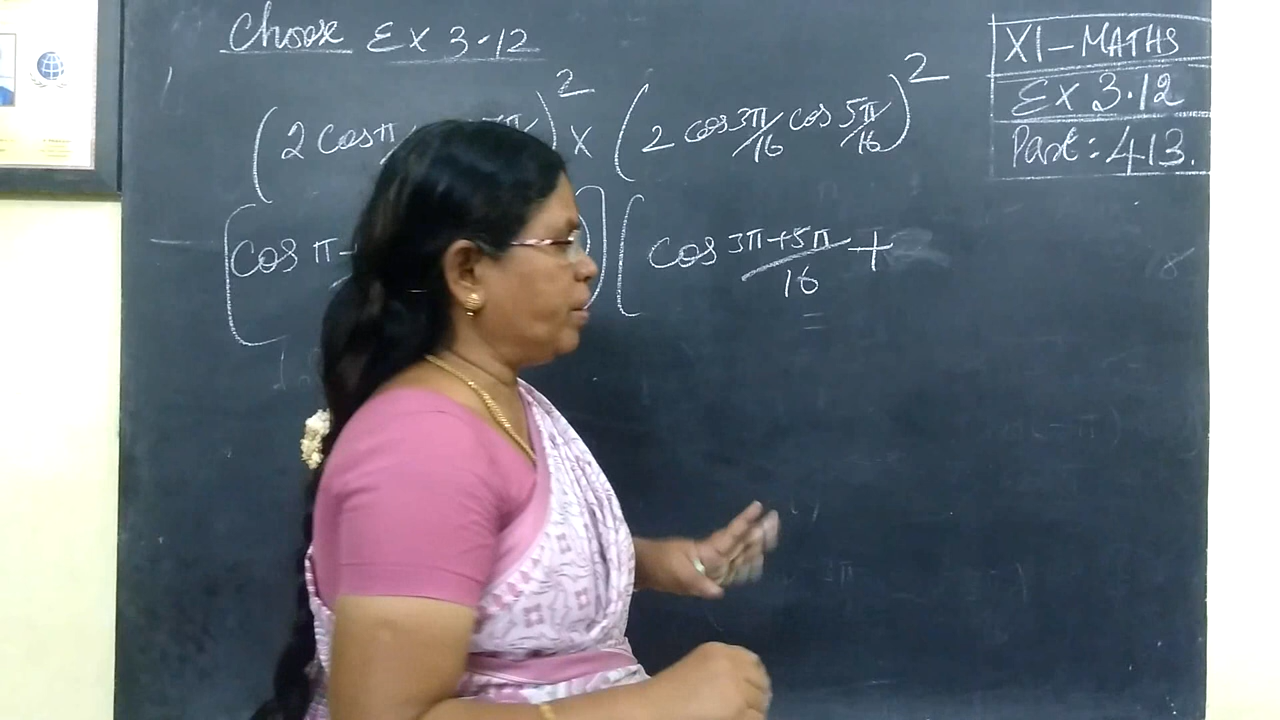 Choose Ex 3.12
XI-MATHS
Ex 3.12
Part: 413.
(2 cos π )² × (2 cos 3π/16 cos 5π/16)²
[cos π ] [cos 3π+5π/16 +